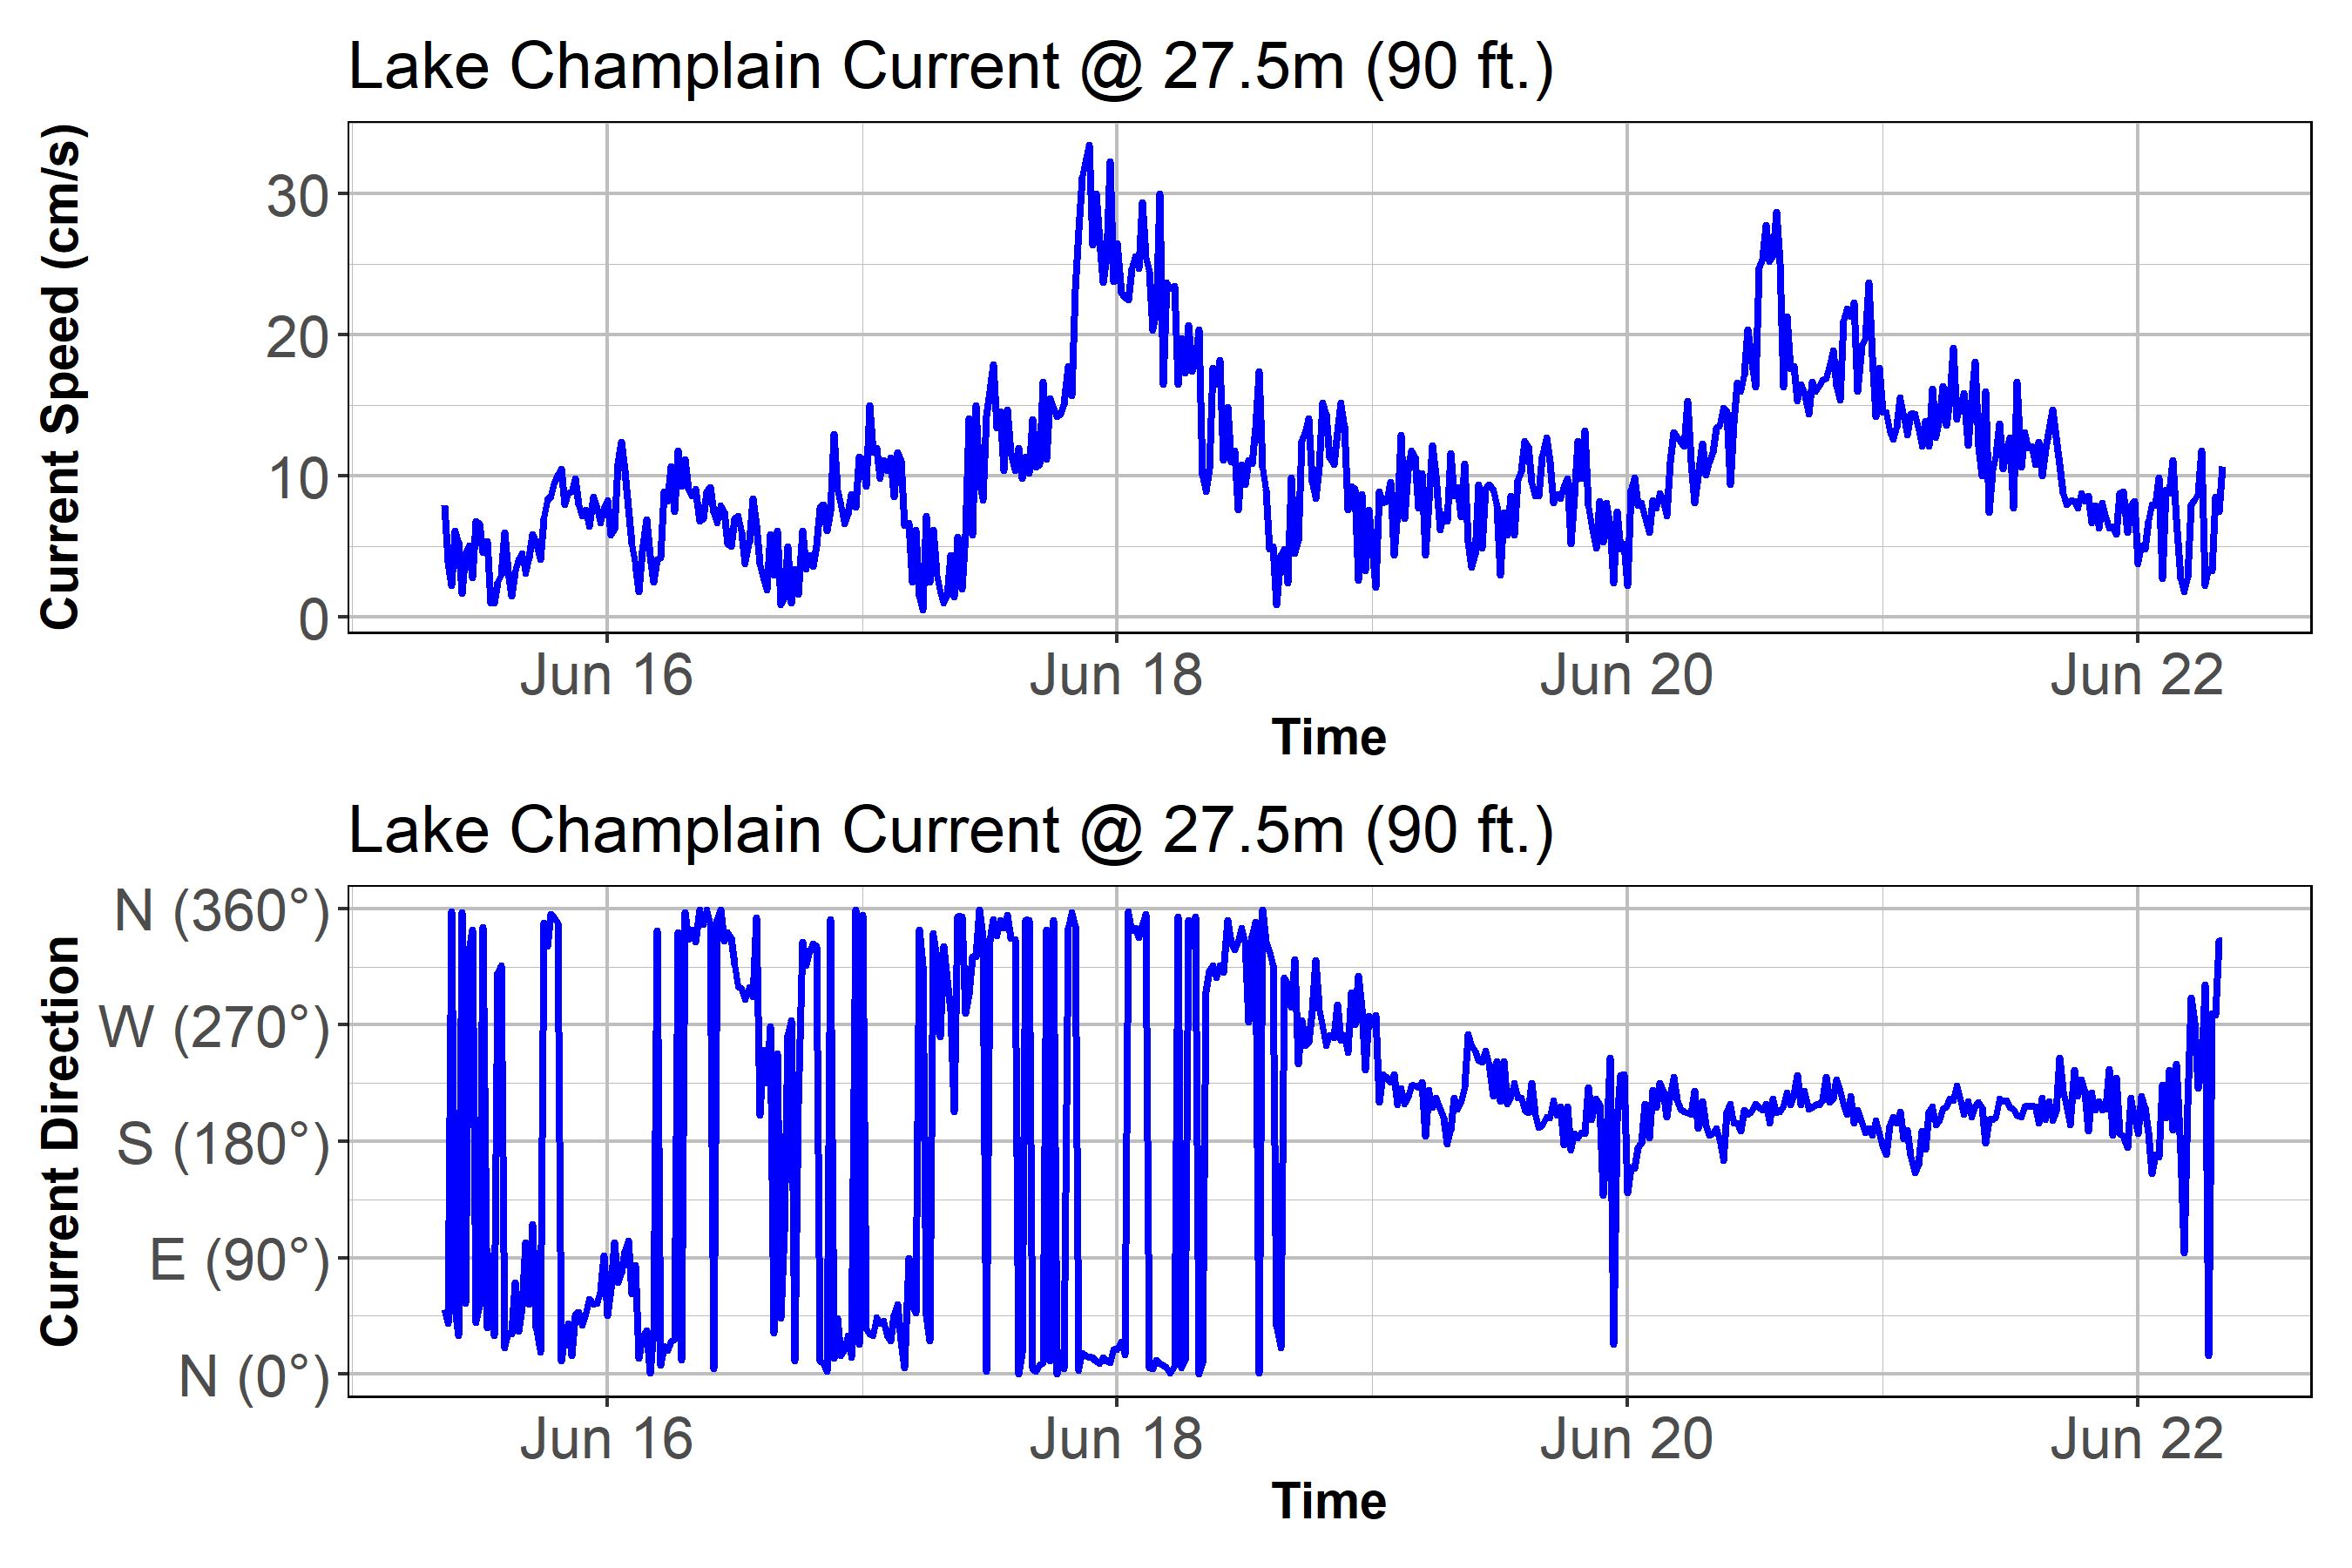 Lake Champlain Current @ 27.5m (90 ft.)
Current Speed (cm/s)
30
20
10
0
Jun 16 Jun 18 Jun 20 Jun 22
Time
Lake Champlain Current @ 27.5m (90 ft.)
Current Direction
N (360°)
W (270°)
S (180°)
E (90°)
N (0°)
Jun 16 Jun 18 Jun 20 Jun 22
Time